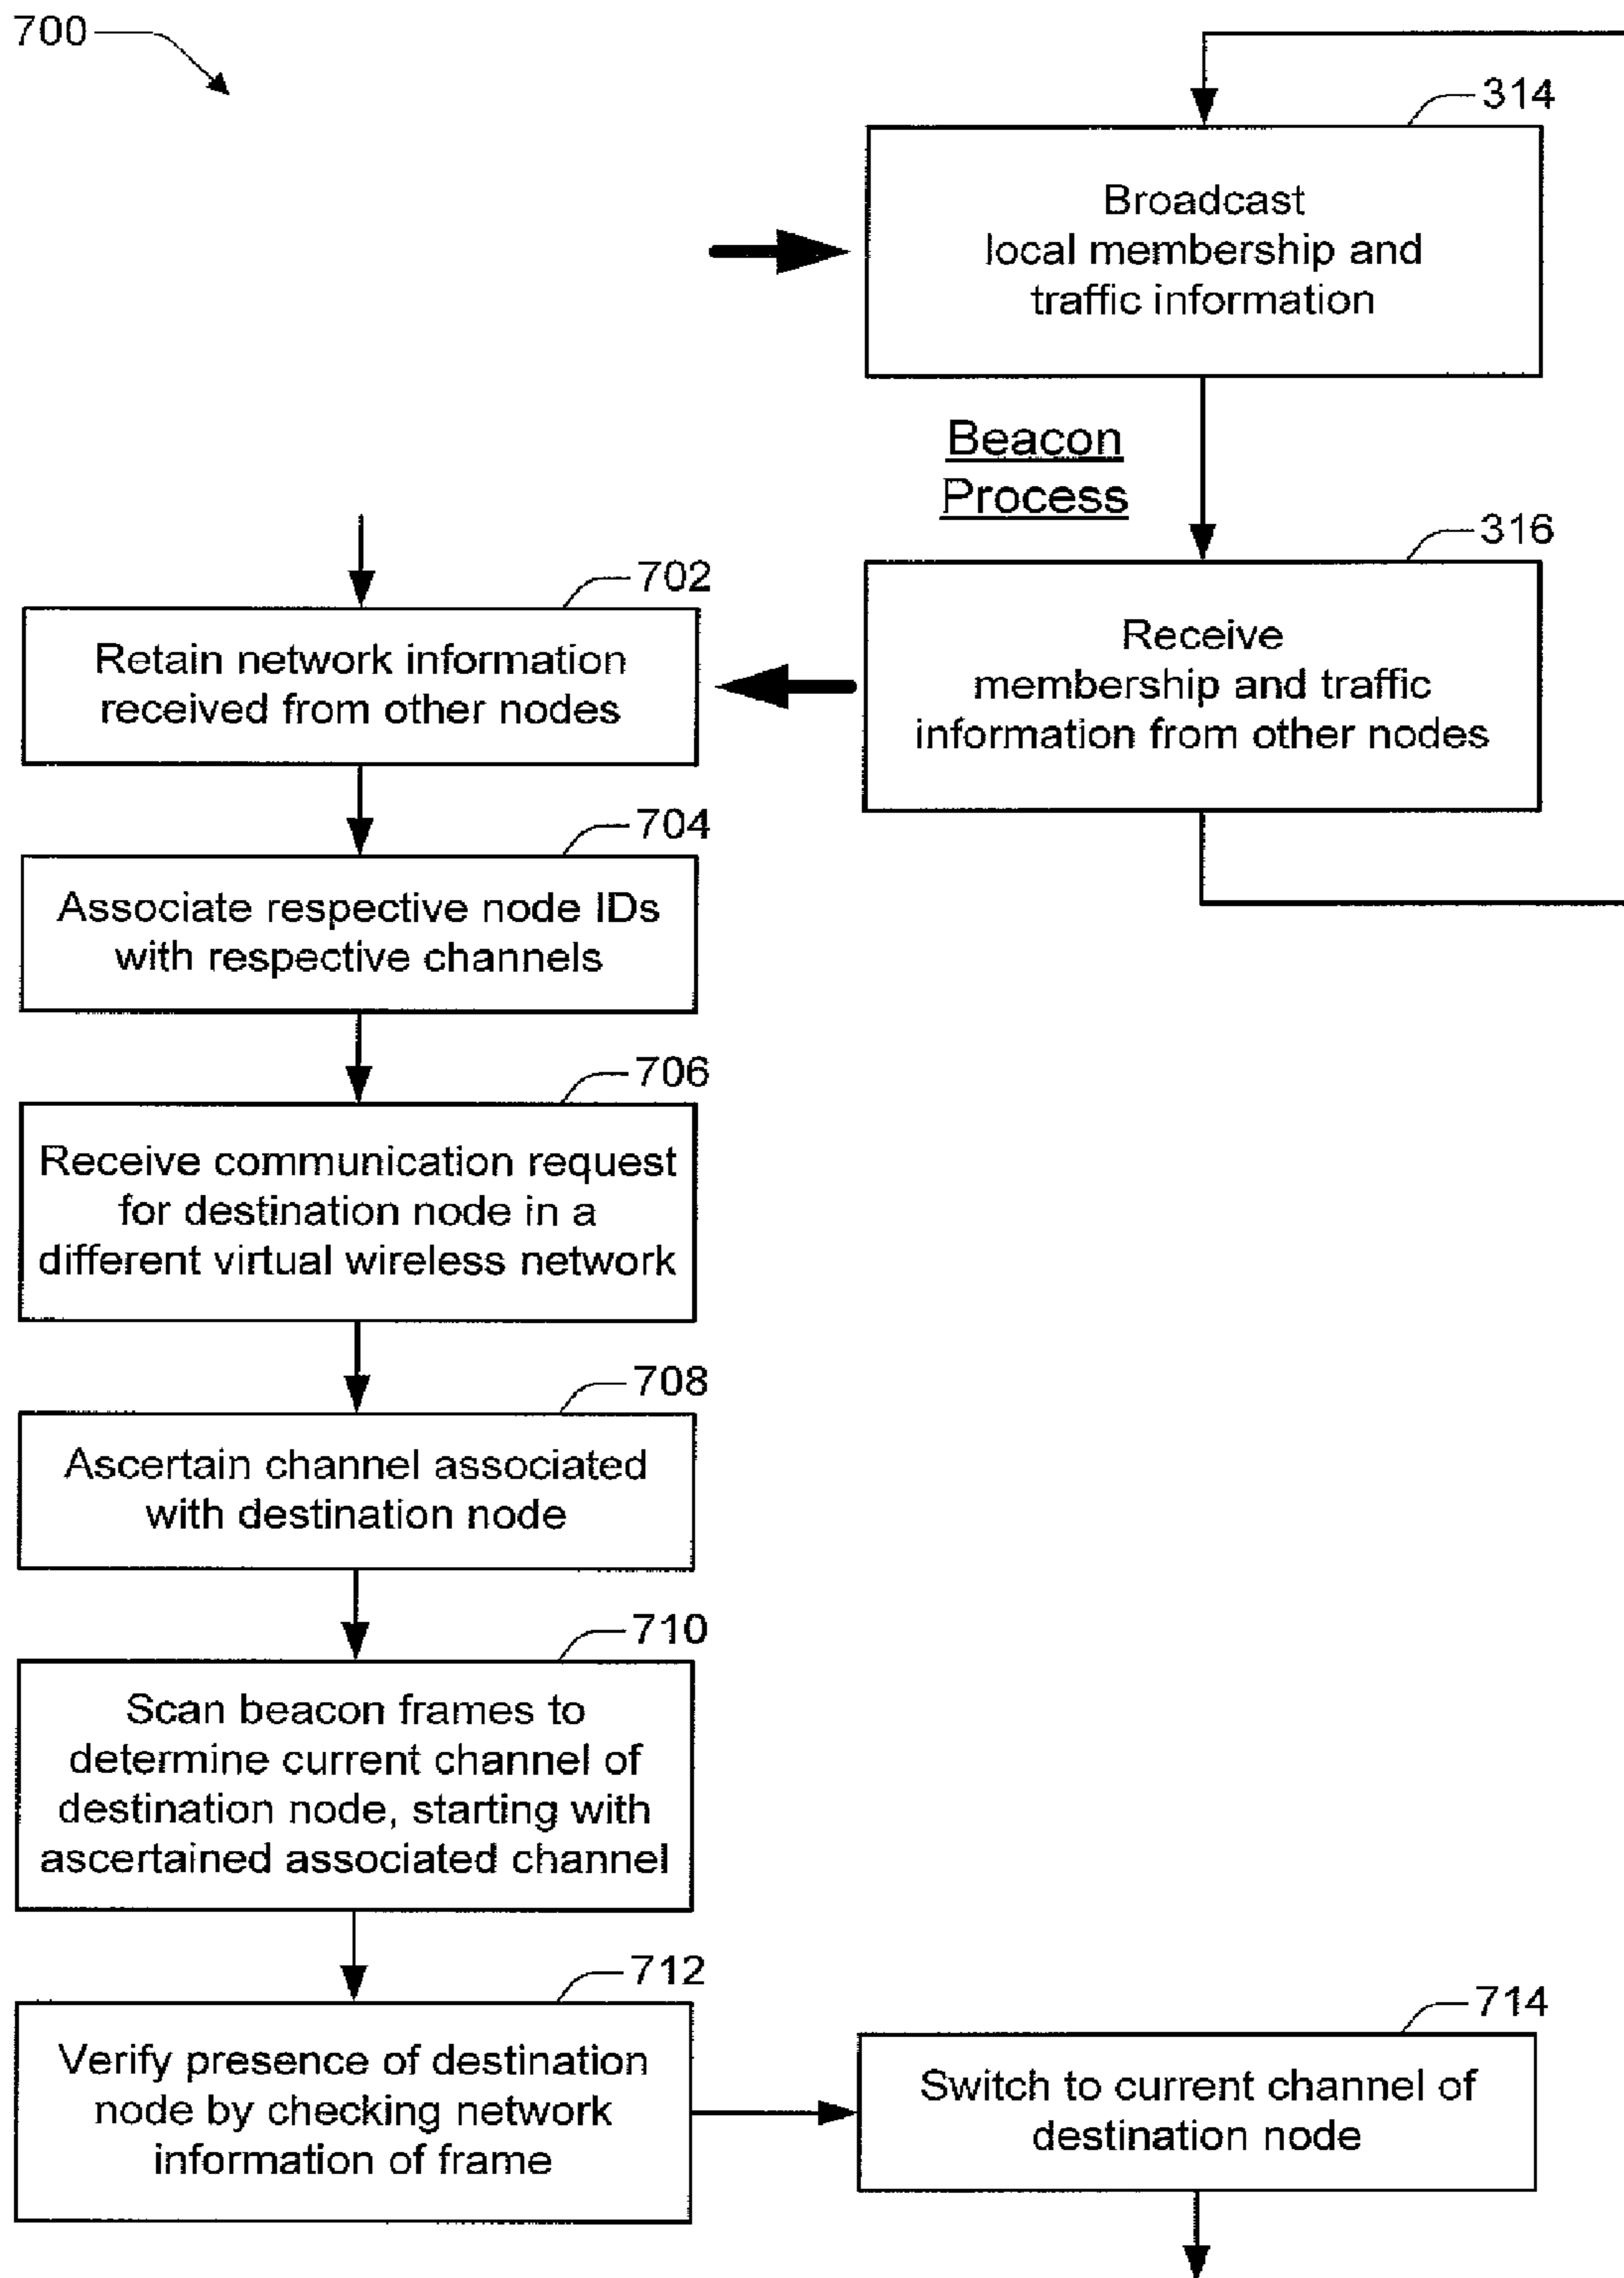 700
314
Broadcast
local membership and
traffic information
Beacon
Process
316
Receive
membership and traffic
information from other nodes
702
Retain network information
received from other nodes
704
Associate respective node IDs
with respective channels
706
Receive communication request
for destination node in a
different virtual wireless network
708
Ascertain channel associated
with destination node
710
Scan beacon frames to
determine current channel of
destination node, starting with
ascertained associated channel
712
Verify presence of destination
node by checking network
information of frame
714
Switch to current channel of
destination node